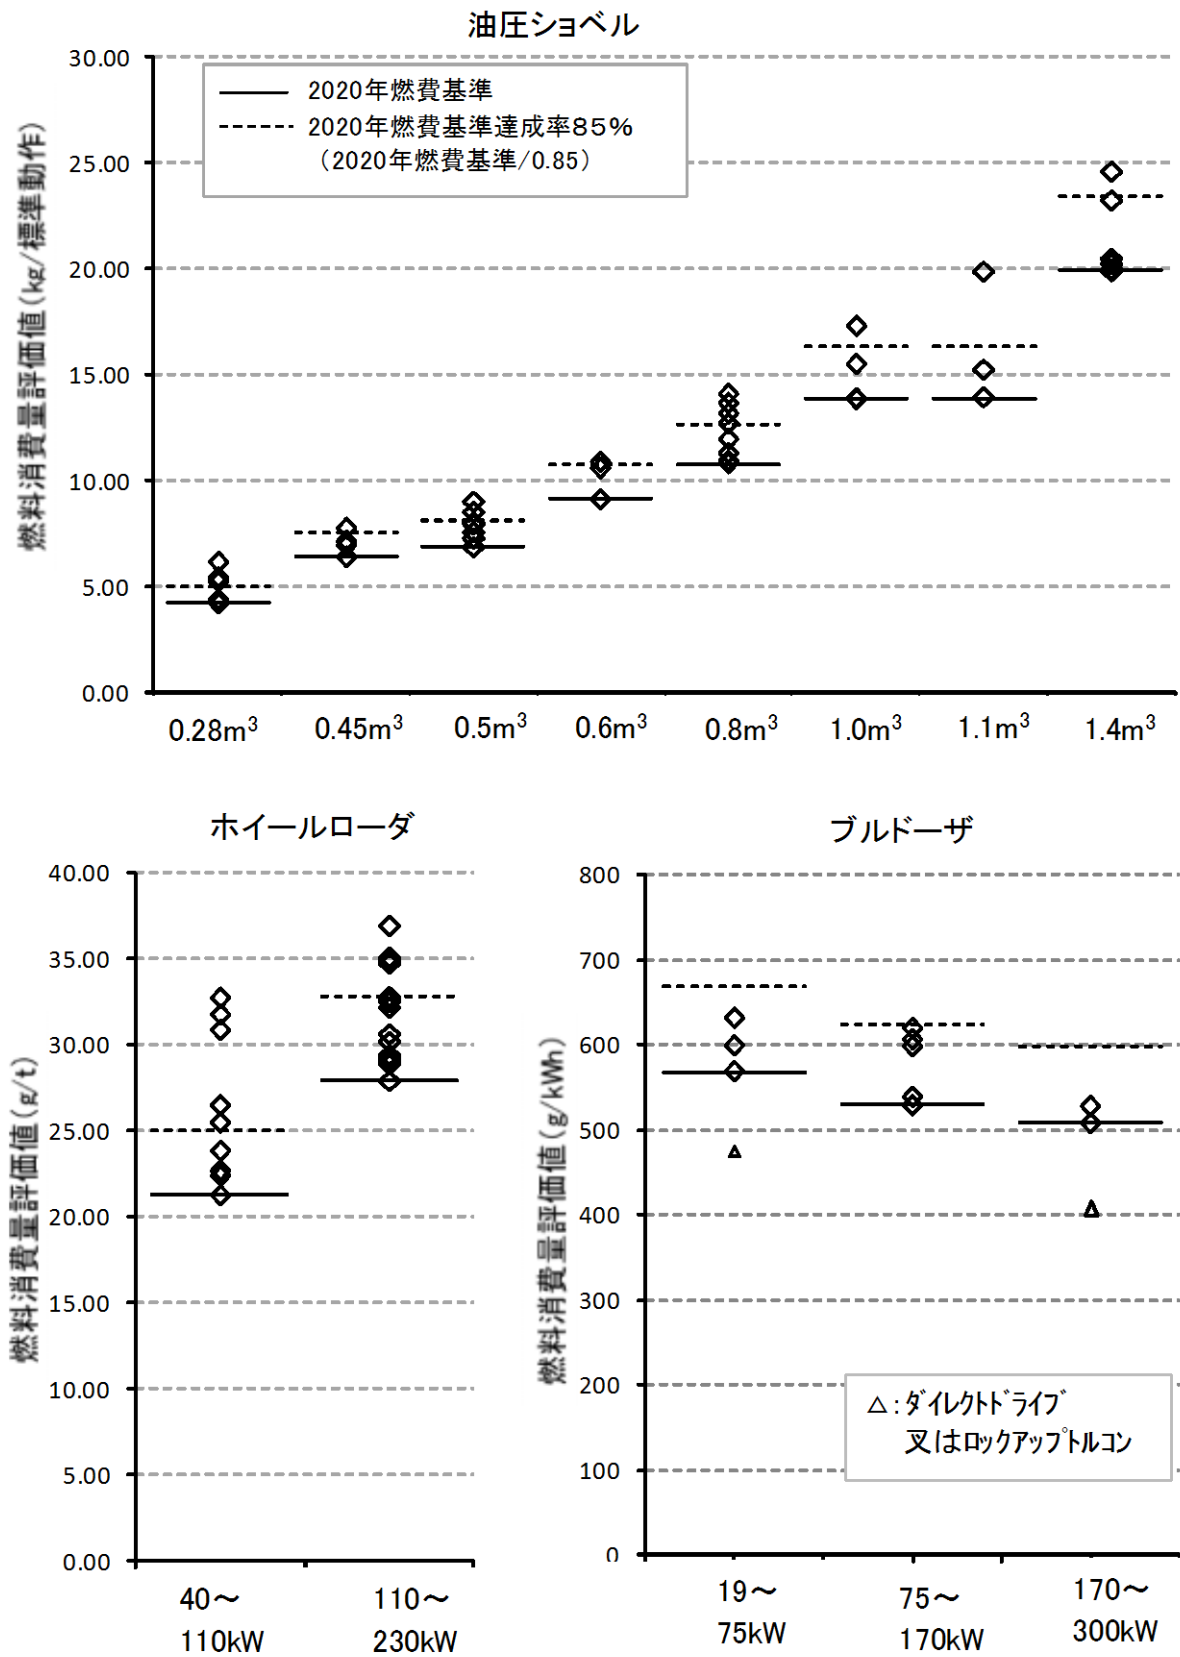 油圧ショベル
30.00
25.00
20.00
15.00
10.00
5.00
0.00
燃料消費量評価値(kg/標準動作)
2020年燃費基準
2020年燃費基準達成率85%
(2020年燃費基準/0.85)
0.28m³ 0.45m³ 0.5m³ 0.6m³ 0.8m³ 1.0m³ 1.1m³ 1.4m³
ホイールローダ
40.00
35.00
30.00
25.00
20.00
15.00
10.00
5.00
0.00
燃料消費量評価値(g/t)
40～ 110～
110kW 230kW
ブルドーザ
800
700
600
500
400
300
200
100
0
燃料消費量評価値(g/kWh)
△:ダイレクトドライブ
又はロックアップトルコン
19～ 75～ 170～
75kW 170kW 300kW